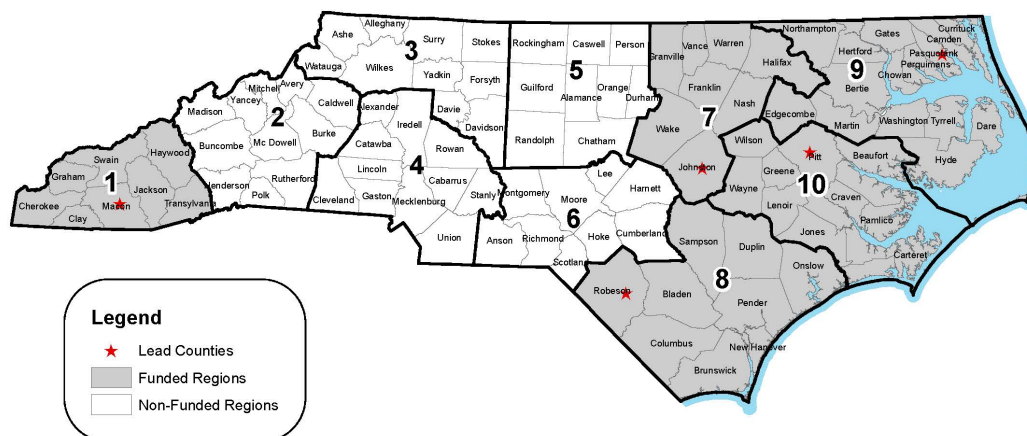 Alleghany
Ashe
Surry
Stokes
3
Watauga
Wilkes
Yadkin
Forsyth
Davie
Davidson
Rockingham
Caswell
Person
5
Guilford
Alamance
Orange
Durham
Randolph
Chatham
Granville
Vance
Warren
Halifax
Franklin
7
Nash
Wake
Johnston
Northampton
Gates
Currituck
Camden
Hertford
Pasquotank
Perquimans
9
Chowan
Bertie
Edgecombe
Martin
Washington
Tyrrell
Dare
Hyde
Mitchell
Avery
Madison
Yancey
Caldwell
2
Buncombe
Mc Dowell
Burke
Henderson
Rutherford
Polk
Alexander
Iredell
Catawba
Rowan
4
Lincoln
Cabarrus
Cleveland
Gaston
Mecklenburg
Stanly
Union
Haywood
Swain
Graham
1
Jackson
Cherokee
Macon
Transylvania
Clay
Lee
Harnett
Montgomery
Moore
6
Anson
Richmond
Hoke
Cumberland
Scotland
Wilson
Pitt
Beaufort
Greene
Wayne
10
Craven
Lenoir
Pamlico
Jones
Carteret
Sampson
Duplin
8
Onslow
Robeson
Bladen
Pender
Columbus
New Hanover
Brunswick
Legend
Lead Counties
Funded Regions
Non-Funded Regions